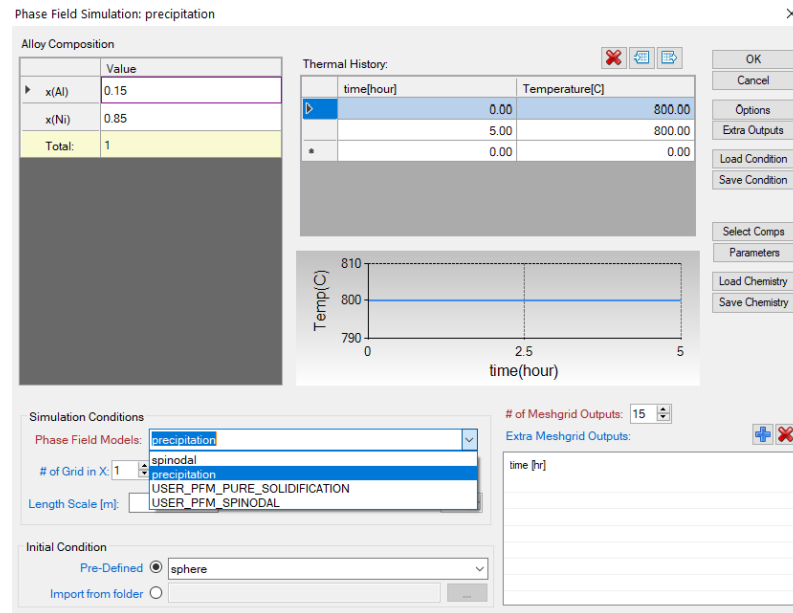 Phase Field Simulation: precipitation
Alloy Composition
Value
x(Al) 0.15
x(Ni) 0.85
Total: 1
Thermal History:
time[hour] Temperature[C]
0.00 800.00
5.00 800.00
* 0.00 0.00
810
800
790
Temp(C)
0 2.5 5
time(hour)
OK
Cancel
Options
Extra Outputs
Load Condition
Save Condition
Select Comps
Parameters
Load Chemistry
Save Chemistry
Simulation Conditions
Phase Field Models: precipitation
spinodal
precipitation
USER_PFM_PURE_SOLIDIFICATION
USER_PFM_SPINODAL
# of Grid in X: 1
Length Scale [m]:
# of Meshgrid Outputs: 15
Extra Meshgrid Outputs:
time [hr]
Initial Condition
Pre-Defined sphere
Import from folder ...